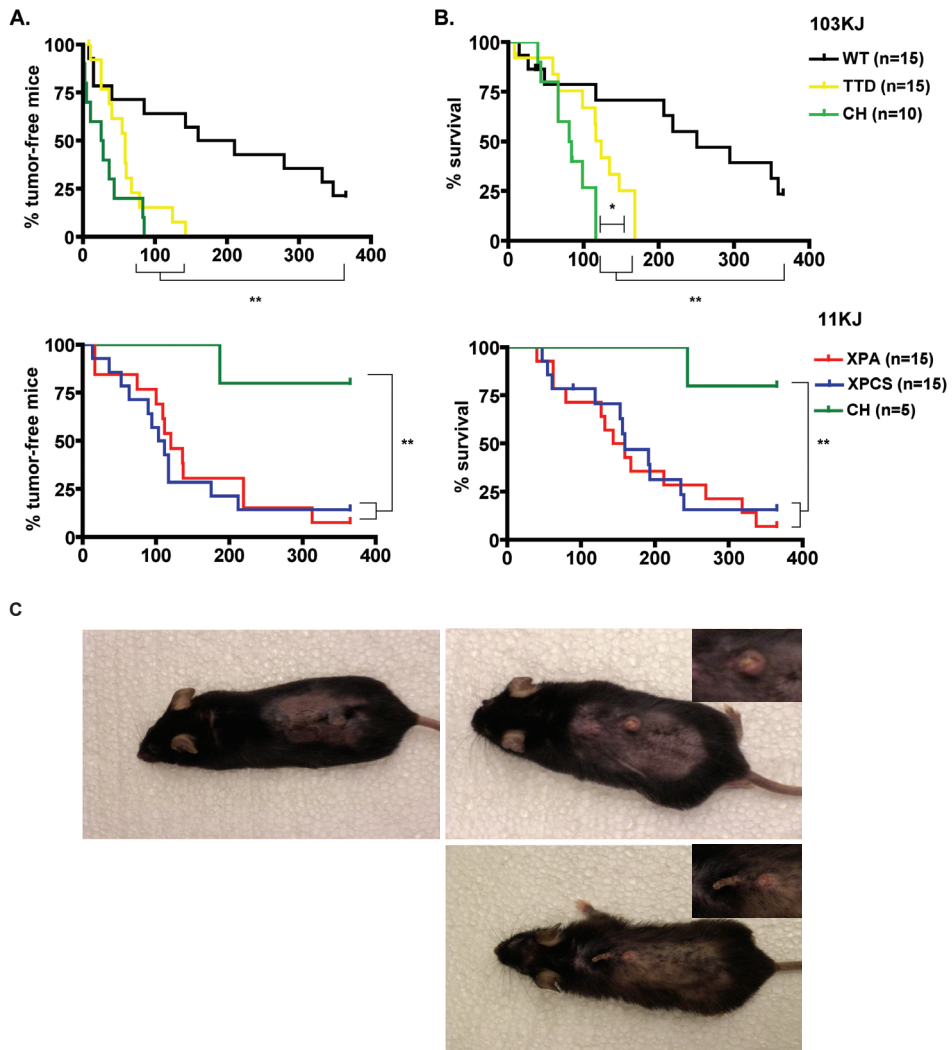 A.
% tumor-free mice
100
75
50
25
0
0 100 200 300 400
**
B.
103KJ
% survival
100
75
50
25
0
0 100 200 300 400
*
**
WT (n=15)
TTD (n=15)
CH (n=10)
% tumor-free mice
100
75
50
25
0
0 100 200 300 400
**
11KJ
% survival
100
75
50
25
0
0 100 200 300 400
**
XPA (n=15)
XPCS (n=15)
CH (n=5)
C